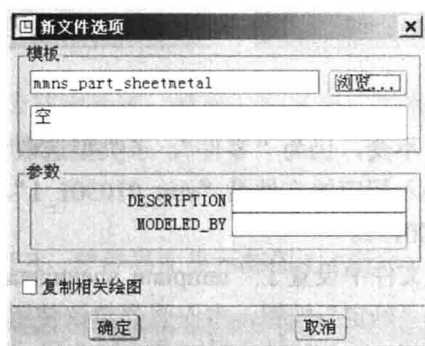 新文件选项
模板
mmns_part_sheetmetal
浏览...
空
参数
DESCRIPTION
MODELED_BY
复制相关绘图
确定
取消